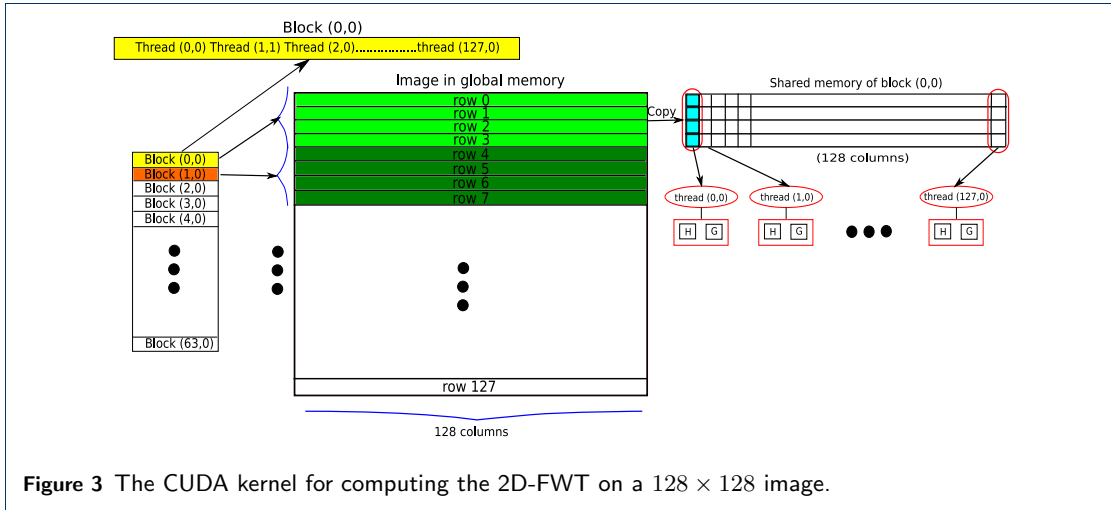 Block (0,0)
Thread (0,0) Thread (1,1) Thread (2,0)................thread (127,0)
Image in global memory
row 0
row 1
row 2
row 3
row 4
row 5
row 6
row 7
row 127
128 columns
Block (0,0)
Block (1,0)
Block (2,0)
Block (3,0)
Block (4,0)
Block (63,0)
Copy
Shared memory of block (0,0)
(128 columns)
thread (0,0) thread (1,0) thread (127,0)
H G H G H G
Figure 3 The CUDA kernel for computing the 2D-FWT on a 128 × 128 image.